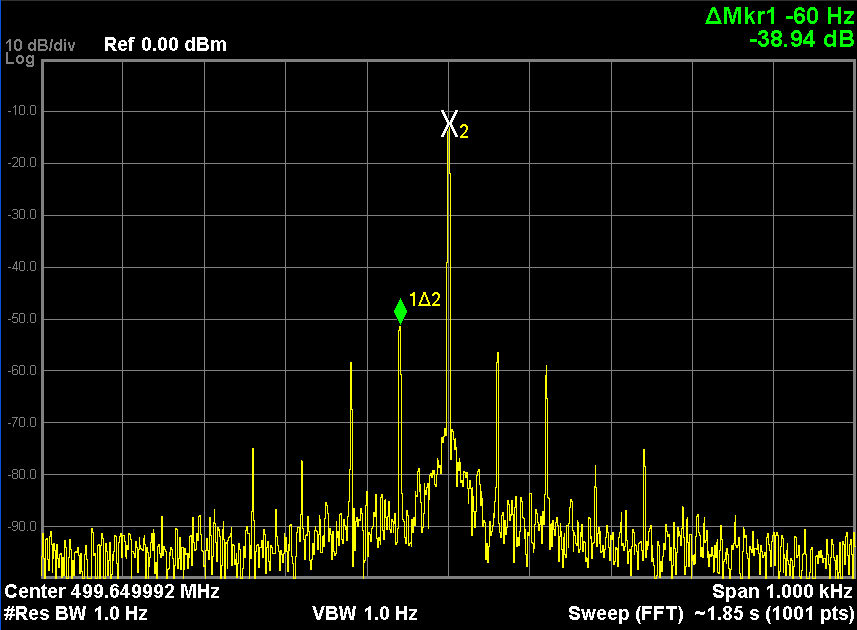 ΔMkr1 -60 Hz
10 dB/div Ref 0.00 dBm -38.94 dB
Log
-10.0
2
-20.0
-30.0
-40.0
1Δ2
-50.0
-60.0
-70.0
-80.0
-90.0
Center 499.649992 MHz Span 1.000 kHz
#Res BW 1.0 Hz VBW 1.0 Hz Sweep (FFT) ~1.85 s (1001 pts)